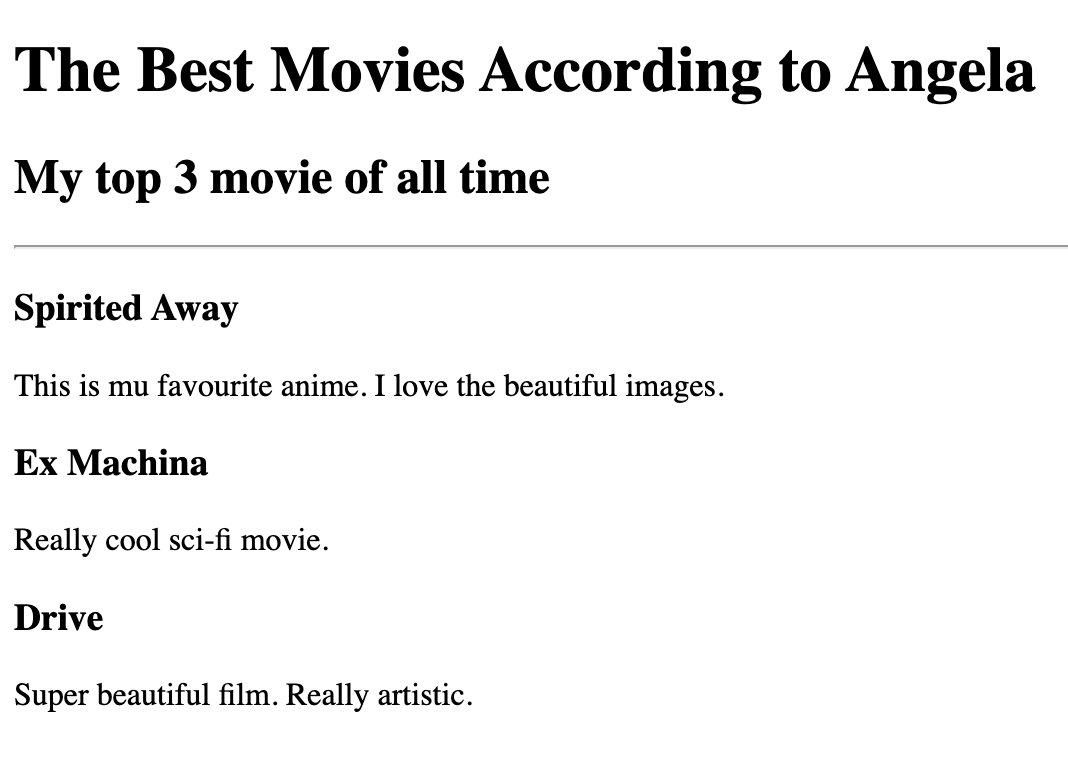 The Best Movies According to Angela
My top 3 movie of all time
Spirited Away
This is mu favourite anime. I love the beautiful images.
Ex Machina
Really cool sci-fi movie.
Drive
Super beautiful film. Really artistic.